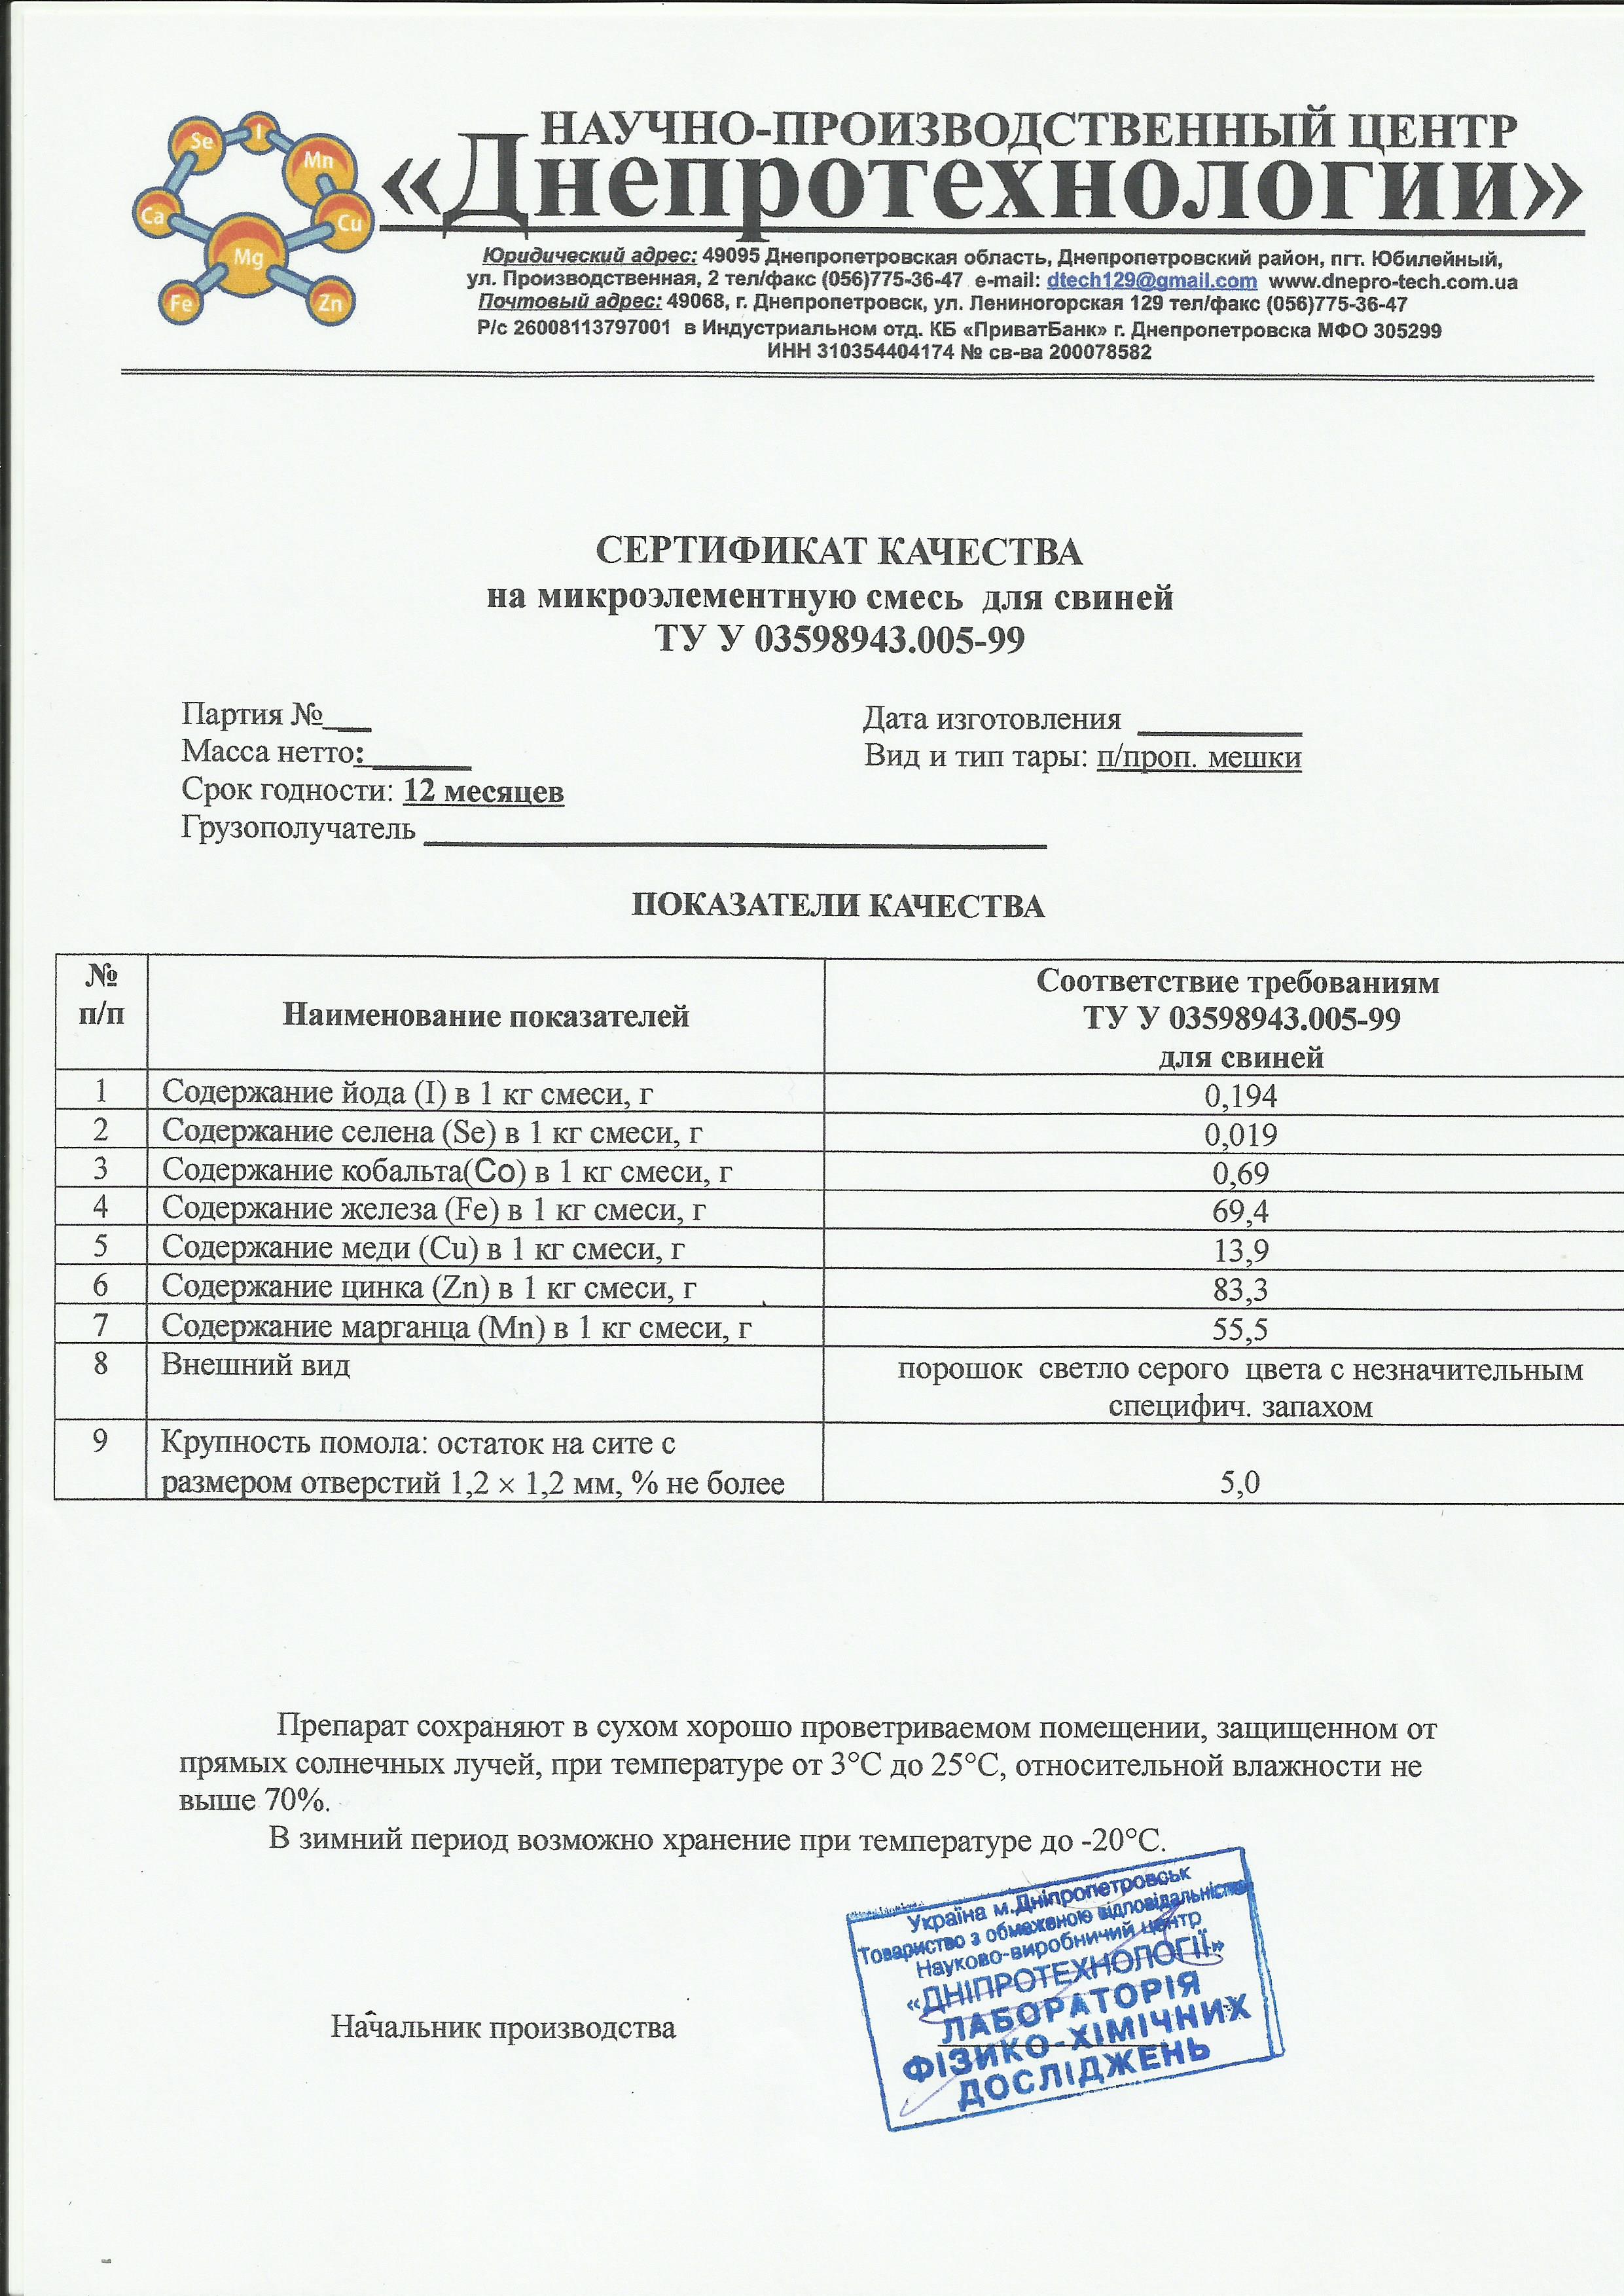 Se
I
Mn
Ca
Cu
Mg
Fe
Zn
НАУЧНО-ПРОИЗВОДСТВЕННЫЙ ЦЕНТР
«Днепротехнологии»
Юридический адрес: 49095 Днепропетровская область, Днепропетровский район, пгт. Юбилейный,
ул. Производственная, 2 тел/факс (056)775-36-47 e-mail: dtech129@gmail.com www.dnepro-tech.com.ua
Почтовый адрес: 49068, г. Днепропетровск, ул. Лениногорская 129 тел/факс (056)775-36-47
Р/с 26008113797001 в Индустриальном отд. КБ «ПриватБанк» г. Днепропетровска МФО 305299
ИНН 310354404174 № св-ва 200078582
СЕРТИФИКАТ КАЧЕСТВА
на микроэлементную смесь для свиней
ТУ У 03598943.005-99
Партия №___ Дата изготовления __________
Масса нетто:______ Вид и тип тары: п/проп. мешки
Срок годности: 12 месяцев
Грузополучатель ______________________________
ПОКАЗАТЕЛИ КАЧЕСТВА
№ п/п Наименование показателей Соответствие требованиям
ТУ У 03598943.005-99
для свиней
1 Содержание йода (I) в 1 кг смеси, г 0,194
2 Содержание селена (Se) в 1 кг смеси, г 0,019
3 Содержание кобальта(Со) в 1 кг смеси, г 0,69
4 Содержание железа (Fe) в 1 кг смеси, г 69,4
5 Содержание меди (Cu) в 1 кг смеси, г 13,9
6 Содержание цинка (Zn) в 1 кг смеси, г 83,3
7 Содержание марганца (Mn) в 1 кг смеси, г 55,5
8 Внешний вид порошок светло серого цвета с незначительным
специфич. запахом
9 Крупность помола: остаток на сите с
размером отверстий 1,2 × 1,2 мм, % не более 5,0
Препарат сохраняют в сухом хорошо проветриваемом помещении, защищенном от
прямых солнечных лучей, при температуре от 3°С до 25°С, относительной влажности не
выше 70%.
В зимний период возможно хранение при температуре до -20°С.
Начальник производства
Україна м.Дніпропетровськ
Товариство з обмеженою відповідальністю
Науково-виробничий центр
«ДНІПРОТЕХНОЛОГІЇ»
ЛАБОРАТОРІЯ
ФІЗИКО-ХІМІЧНИХ
ДОСЛІДЖЕНЬ